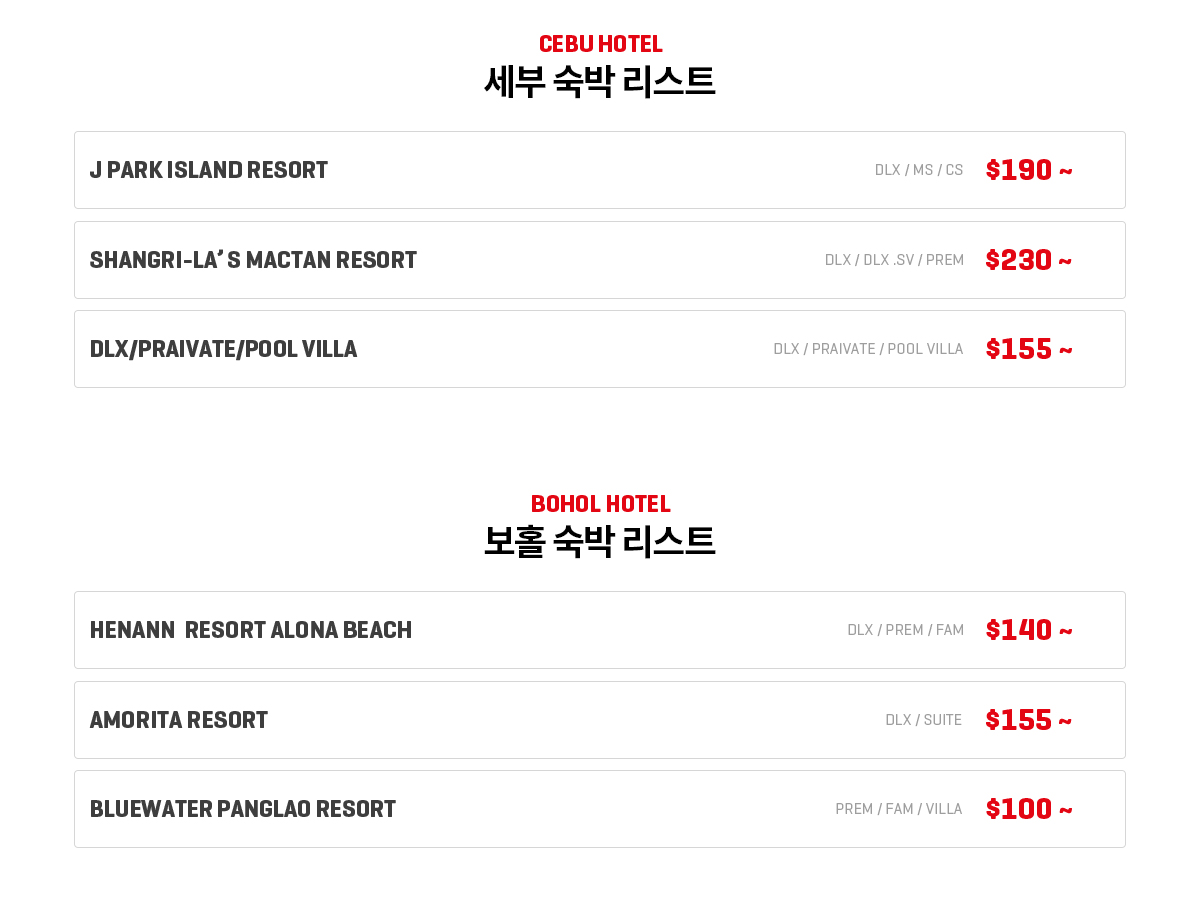 CEBU HOTEL
세부 숙박 리스트
J PARK ISLAND RESORT DLX / MS / CS $190 ~
SHANGRI-LA’S MACTAN RESORT DLX / DLX .SV / PREM $230 ~
DLX/PRAIVATE/POOL VILLA DLX / PRAIVATE / POOL VILLA $155 ~
BOHOL HOTEL
보홀 숙박 리스트
HENANN RESORT ALONA BEACH DLX / PREM / FAM $140 ~
AMORITA RESORT DLX / SUITE $155 ~
BLUEWATER PANGLAO RESORT PREM / FAM / VILLA $100 ~